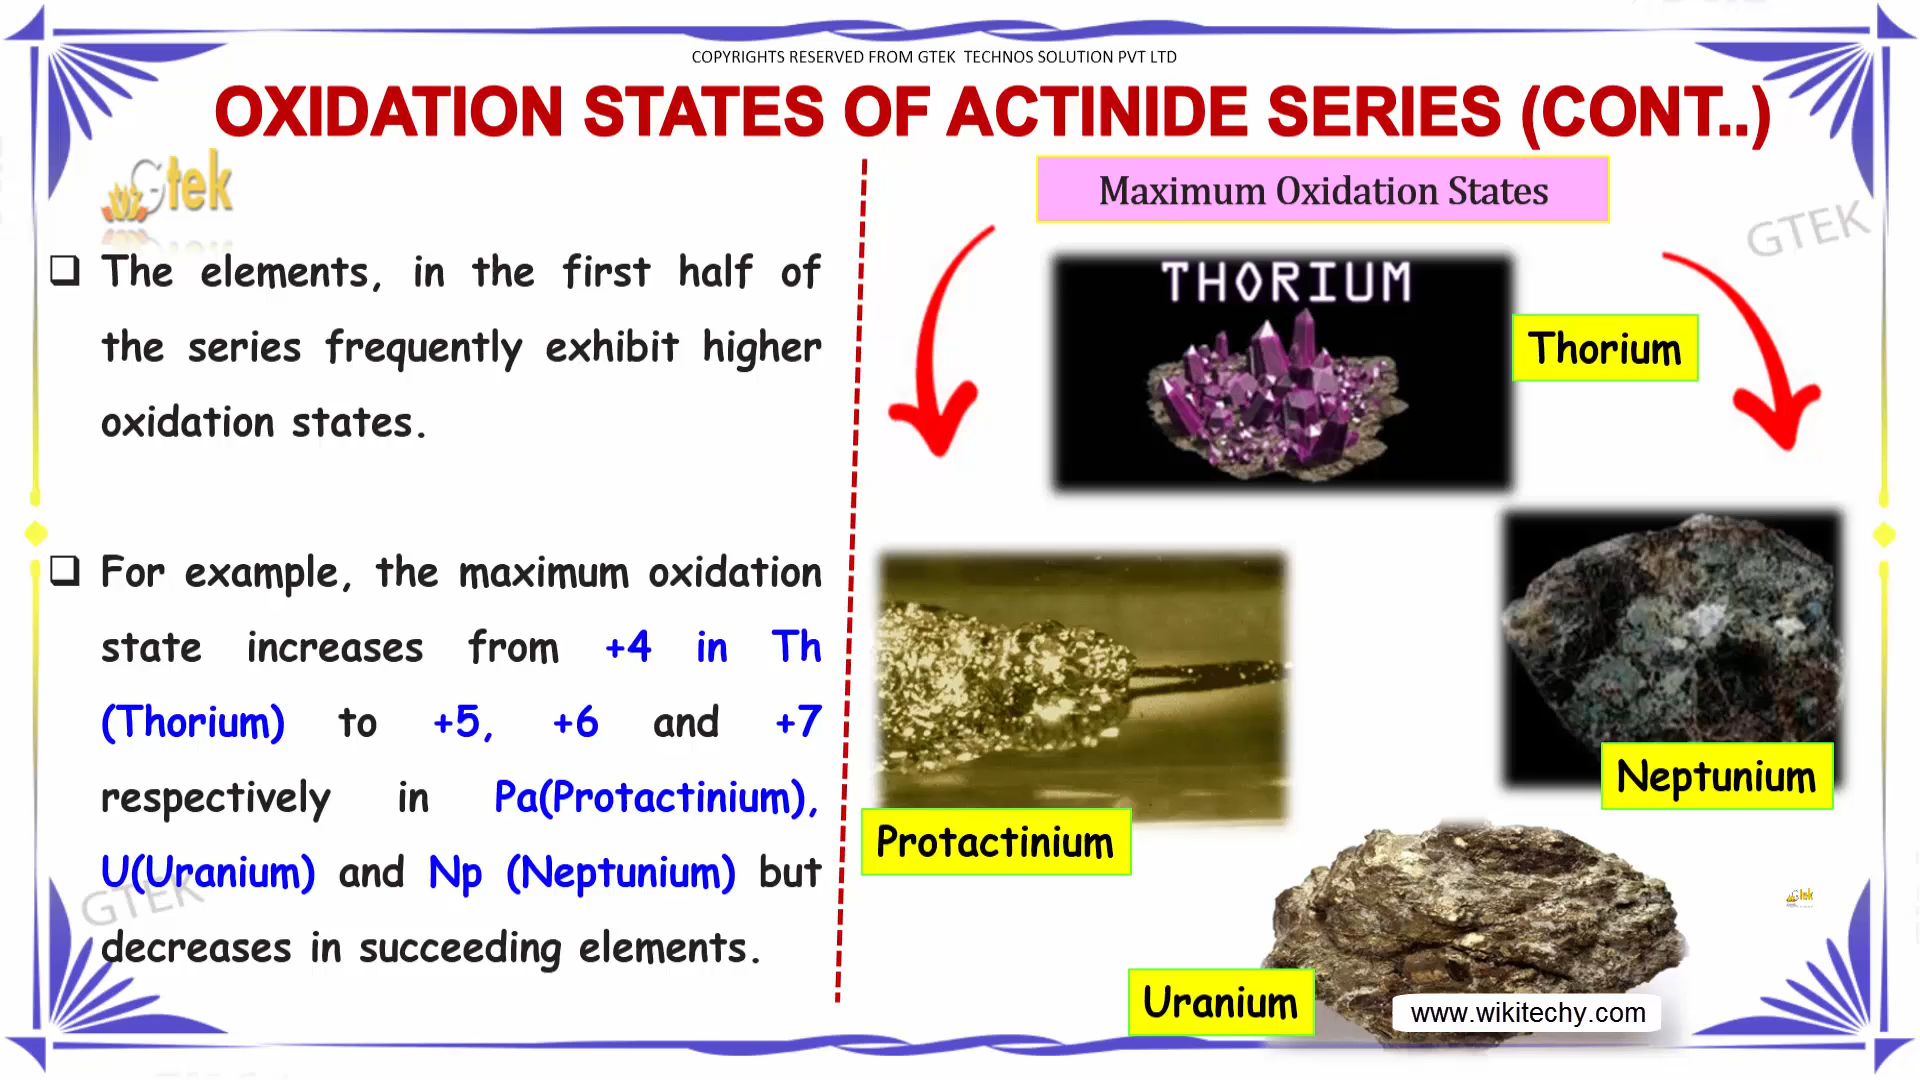 COPYRIGHTS RESERVED FROM GTEK TECHNOS SOLUTION PVT LTD
OXIDATION STATES OF ACTINIDE SERIES (CONT..)
Gtek
Maximum Oxidation States
GTEK
❑ The elements, in the first half of
the series frequently exhibit higher
oxidation states.
THORIUM
Thorium
❑ For example, the maximum oxidation
state increases from +4 in Th
(Thorium) to +5, +6 and +7
respectively in Pa(Protactinium),
U(Uranium) and Np (Neptunium) but
decreases in succeeding elements.
GTEK
Neptunium
Protactinium
Gtek
Uranium
www.wikitechy.com